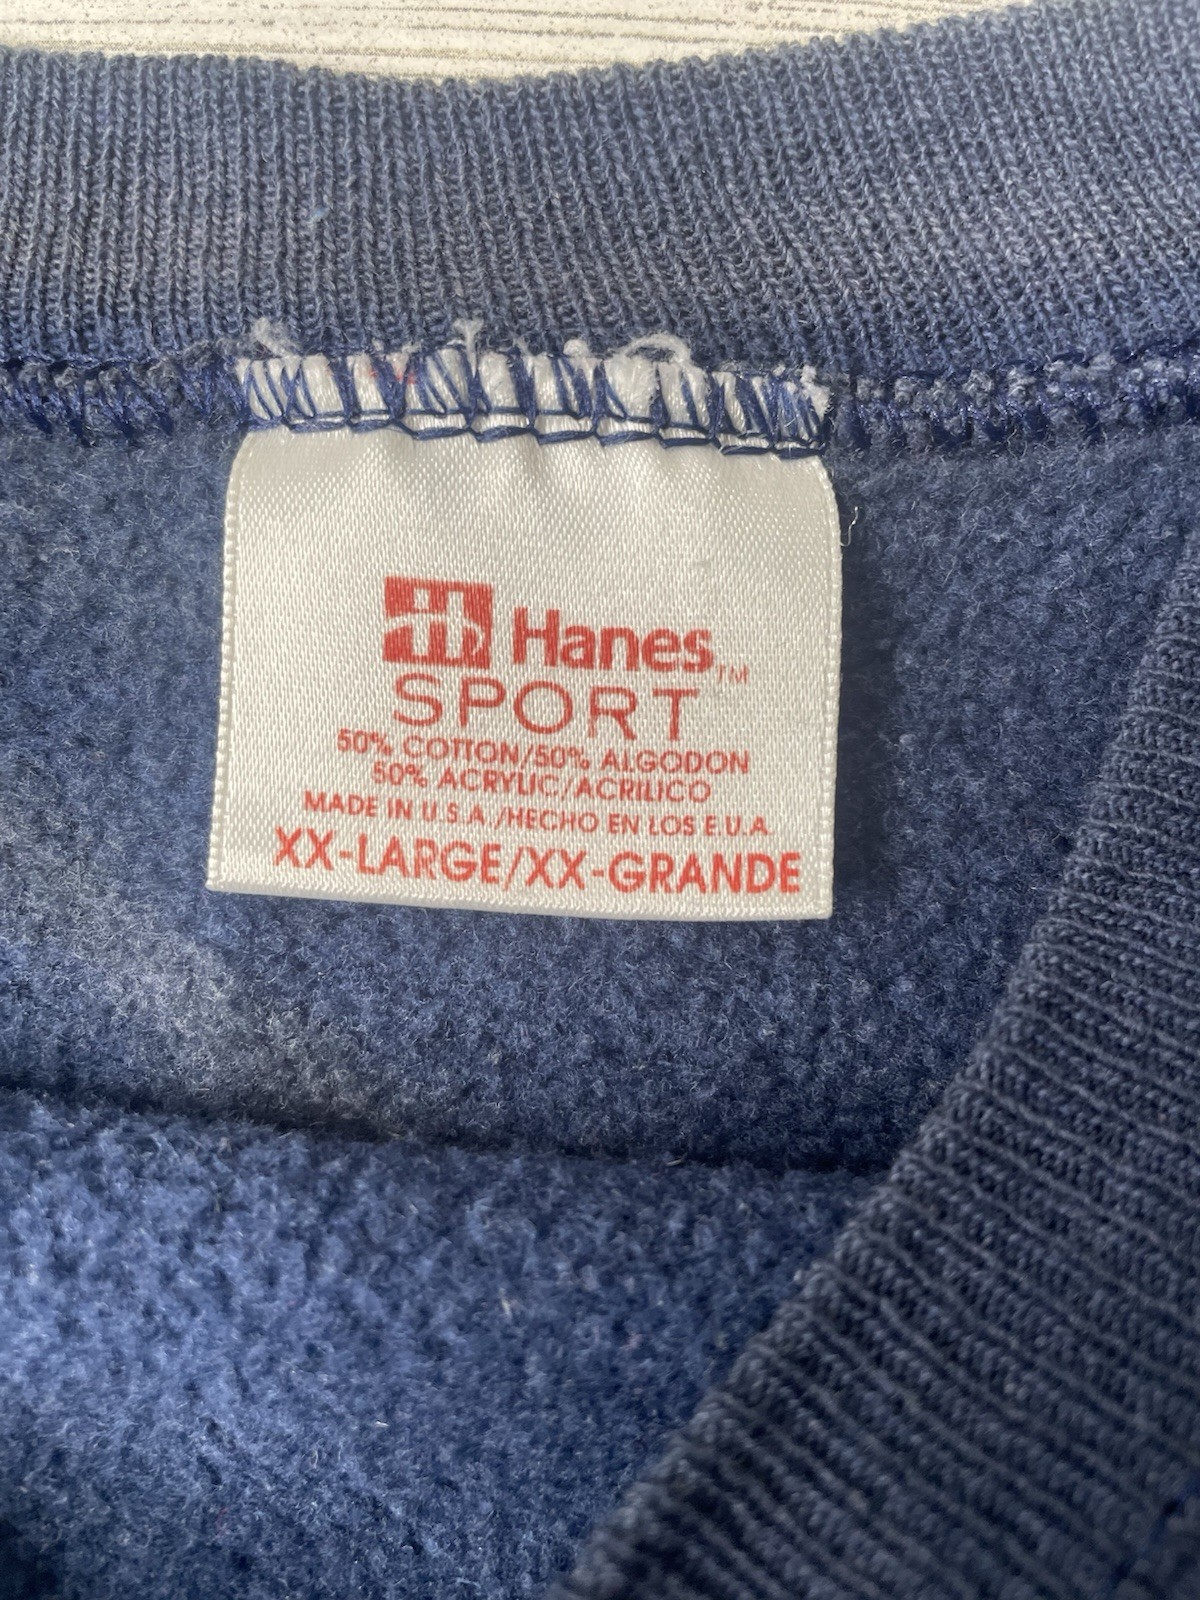 Hanes™
SPORT
50% COTTON/50% ALGODON
50% ACRYLIC/ACRILICO
MADE IN U.S.A./HECHO EN LOS E.U.A.
XX-LARGE/XX-GRANDE